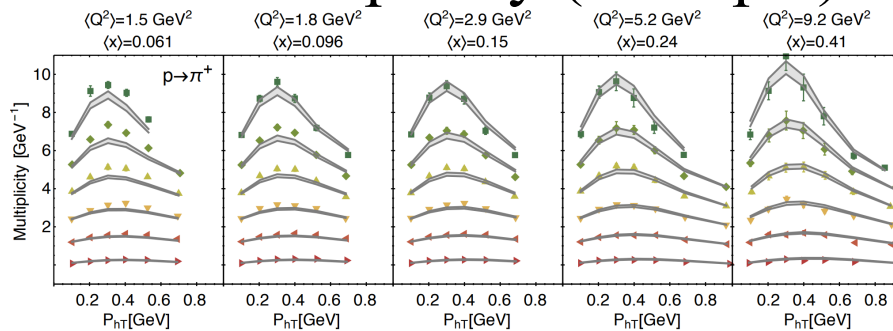 ⟨Q²⟩=1.5 GeV² ⟨Q²⟩=1.8 GeV² ⟨Q²⟩=2.9 GeV² ⟨Q²⟩=5.2 GeV² ⟨Q²⟩=9.2 GeV²
⟨x⟩=0.061 ⟨x⟩=0.096 ⟨x⟩=0.15 ⟨x⟩=0.24 ⟨x⟩=0.41
p→π⁺
Multiplicity [GeV⁻¹]
10
8
6
4
2
0.2 0.4 0.6 0.8 0.2 0.4 0.6 0.8 0.2 0.4 0.6 0.8 0.2 0.4 0.6 0.8 0.2 0.4 0.6 0.8
P_hT[GeV] P_hT[GeV] P_hT[GeV] P_hT[GeV] P_hT[GeV]